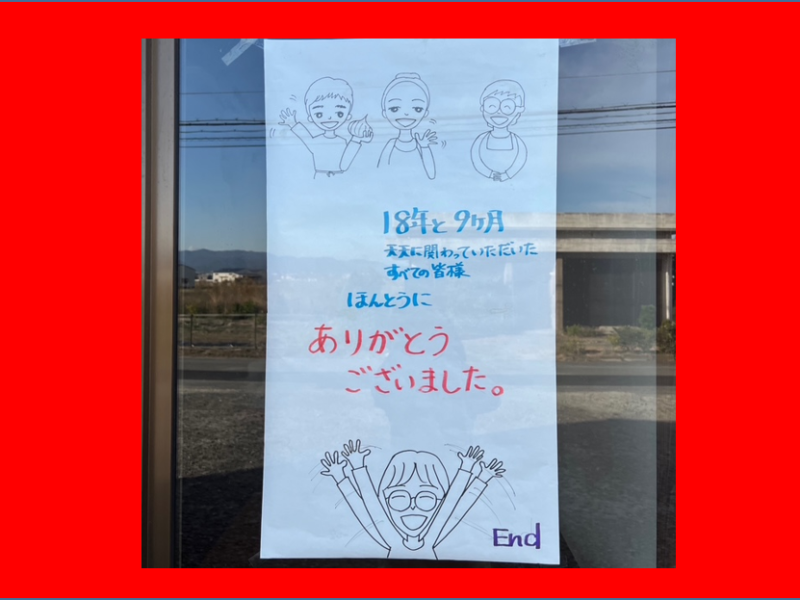 18年と9ヶ月
天天に関わっていただいた
すべての皆様
ほんとうに
ありがとう
ございました。
End